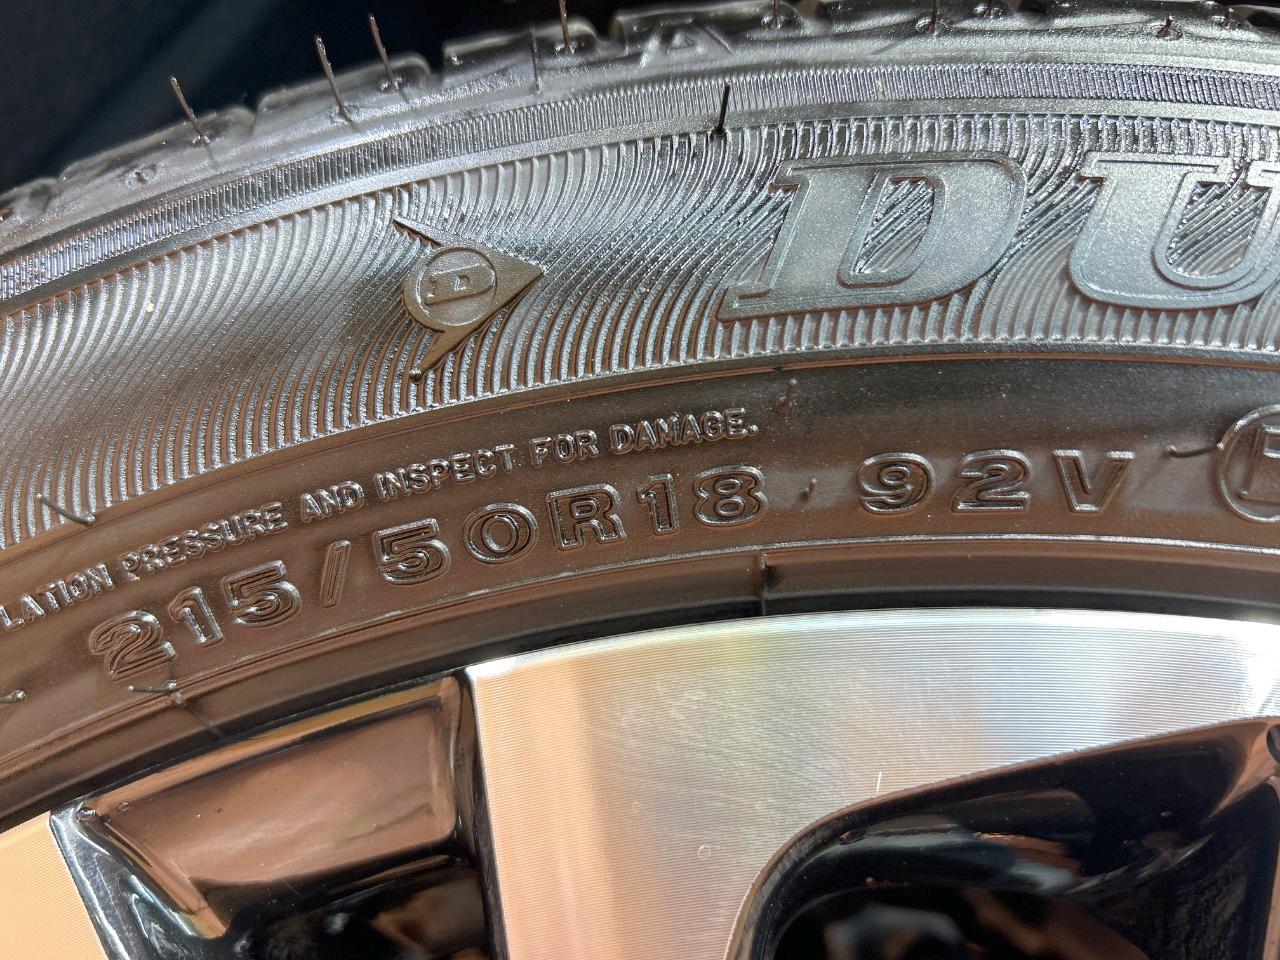 D
DU
LATION PRESSURE AND INSPECT FOR DAMAGE.
215/50R18 92V